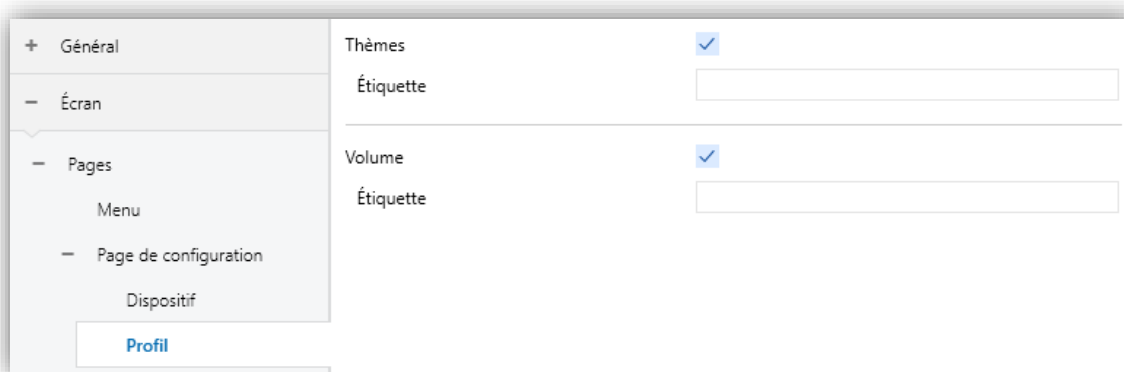 + Général
− Écran
− Pages
Menu
− Page de configuration
Dispositif
Profil
Thèmes
Étiquette
Volume
Étiquette